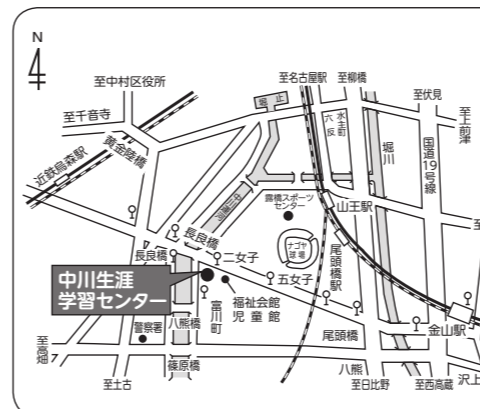 N
至中村区役所
至名古屋駅
至柳橋
至伏見
至上前津
至千音寺
黄金陸橋
近鉄烏森駅
堀止
六反
水主町
堀川
国道19号線
中川運河
露橋スポーツ
センター
山王駅
長良橋
長良橋
二女子
ナゴヤ
球場
尾頭橋駅
五女子
中川生涯
学習センター
福祉会館
児童館
富川町
八熊橋
警察署
尾頭橋
金山駅
至高畑
篠原橋
八熊
至土古
至日比野
至西高蔵
沢上